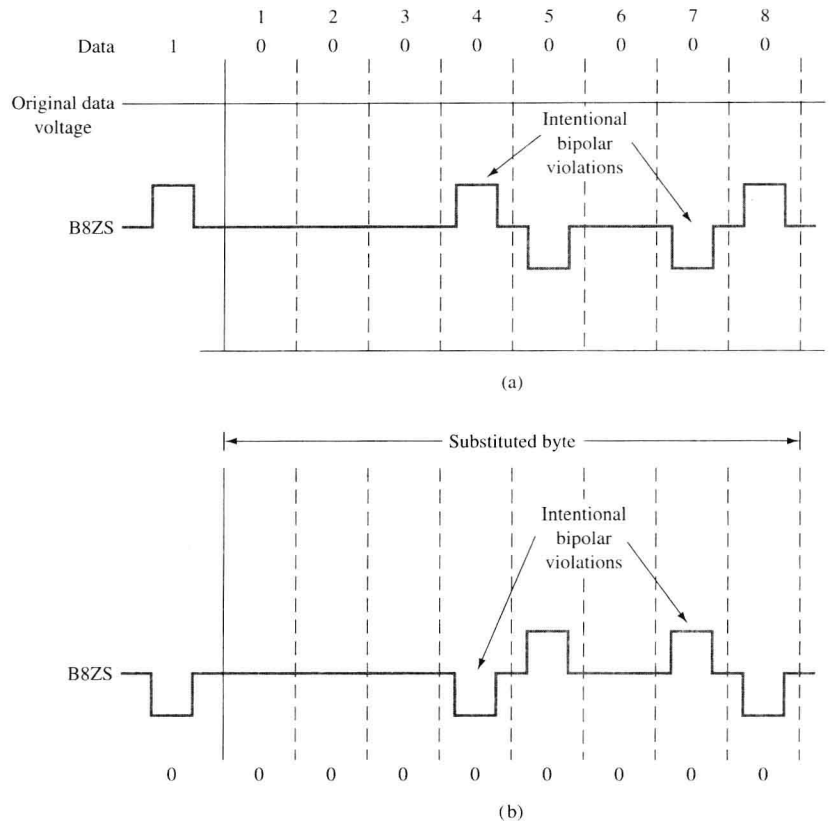 1 2 3 4 5 6 7 8
Data 1 0 0 0 0 0 0 0 0
Original data
voltage
Intentional
bipolar
violations
B8ZS
(a)
Substituted byte
Intentional
bipolar
violations
B8ZS
0 0 0 0 0 0 0 0 0
(b)